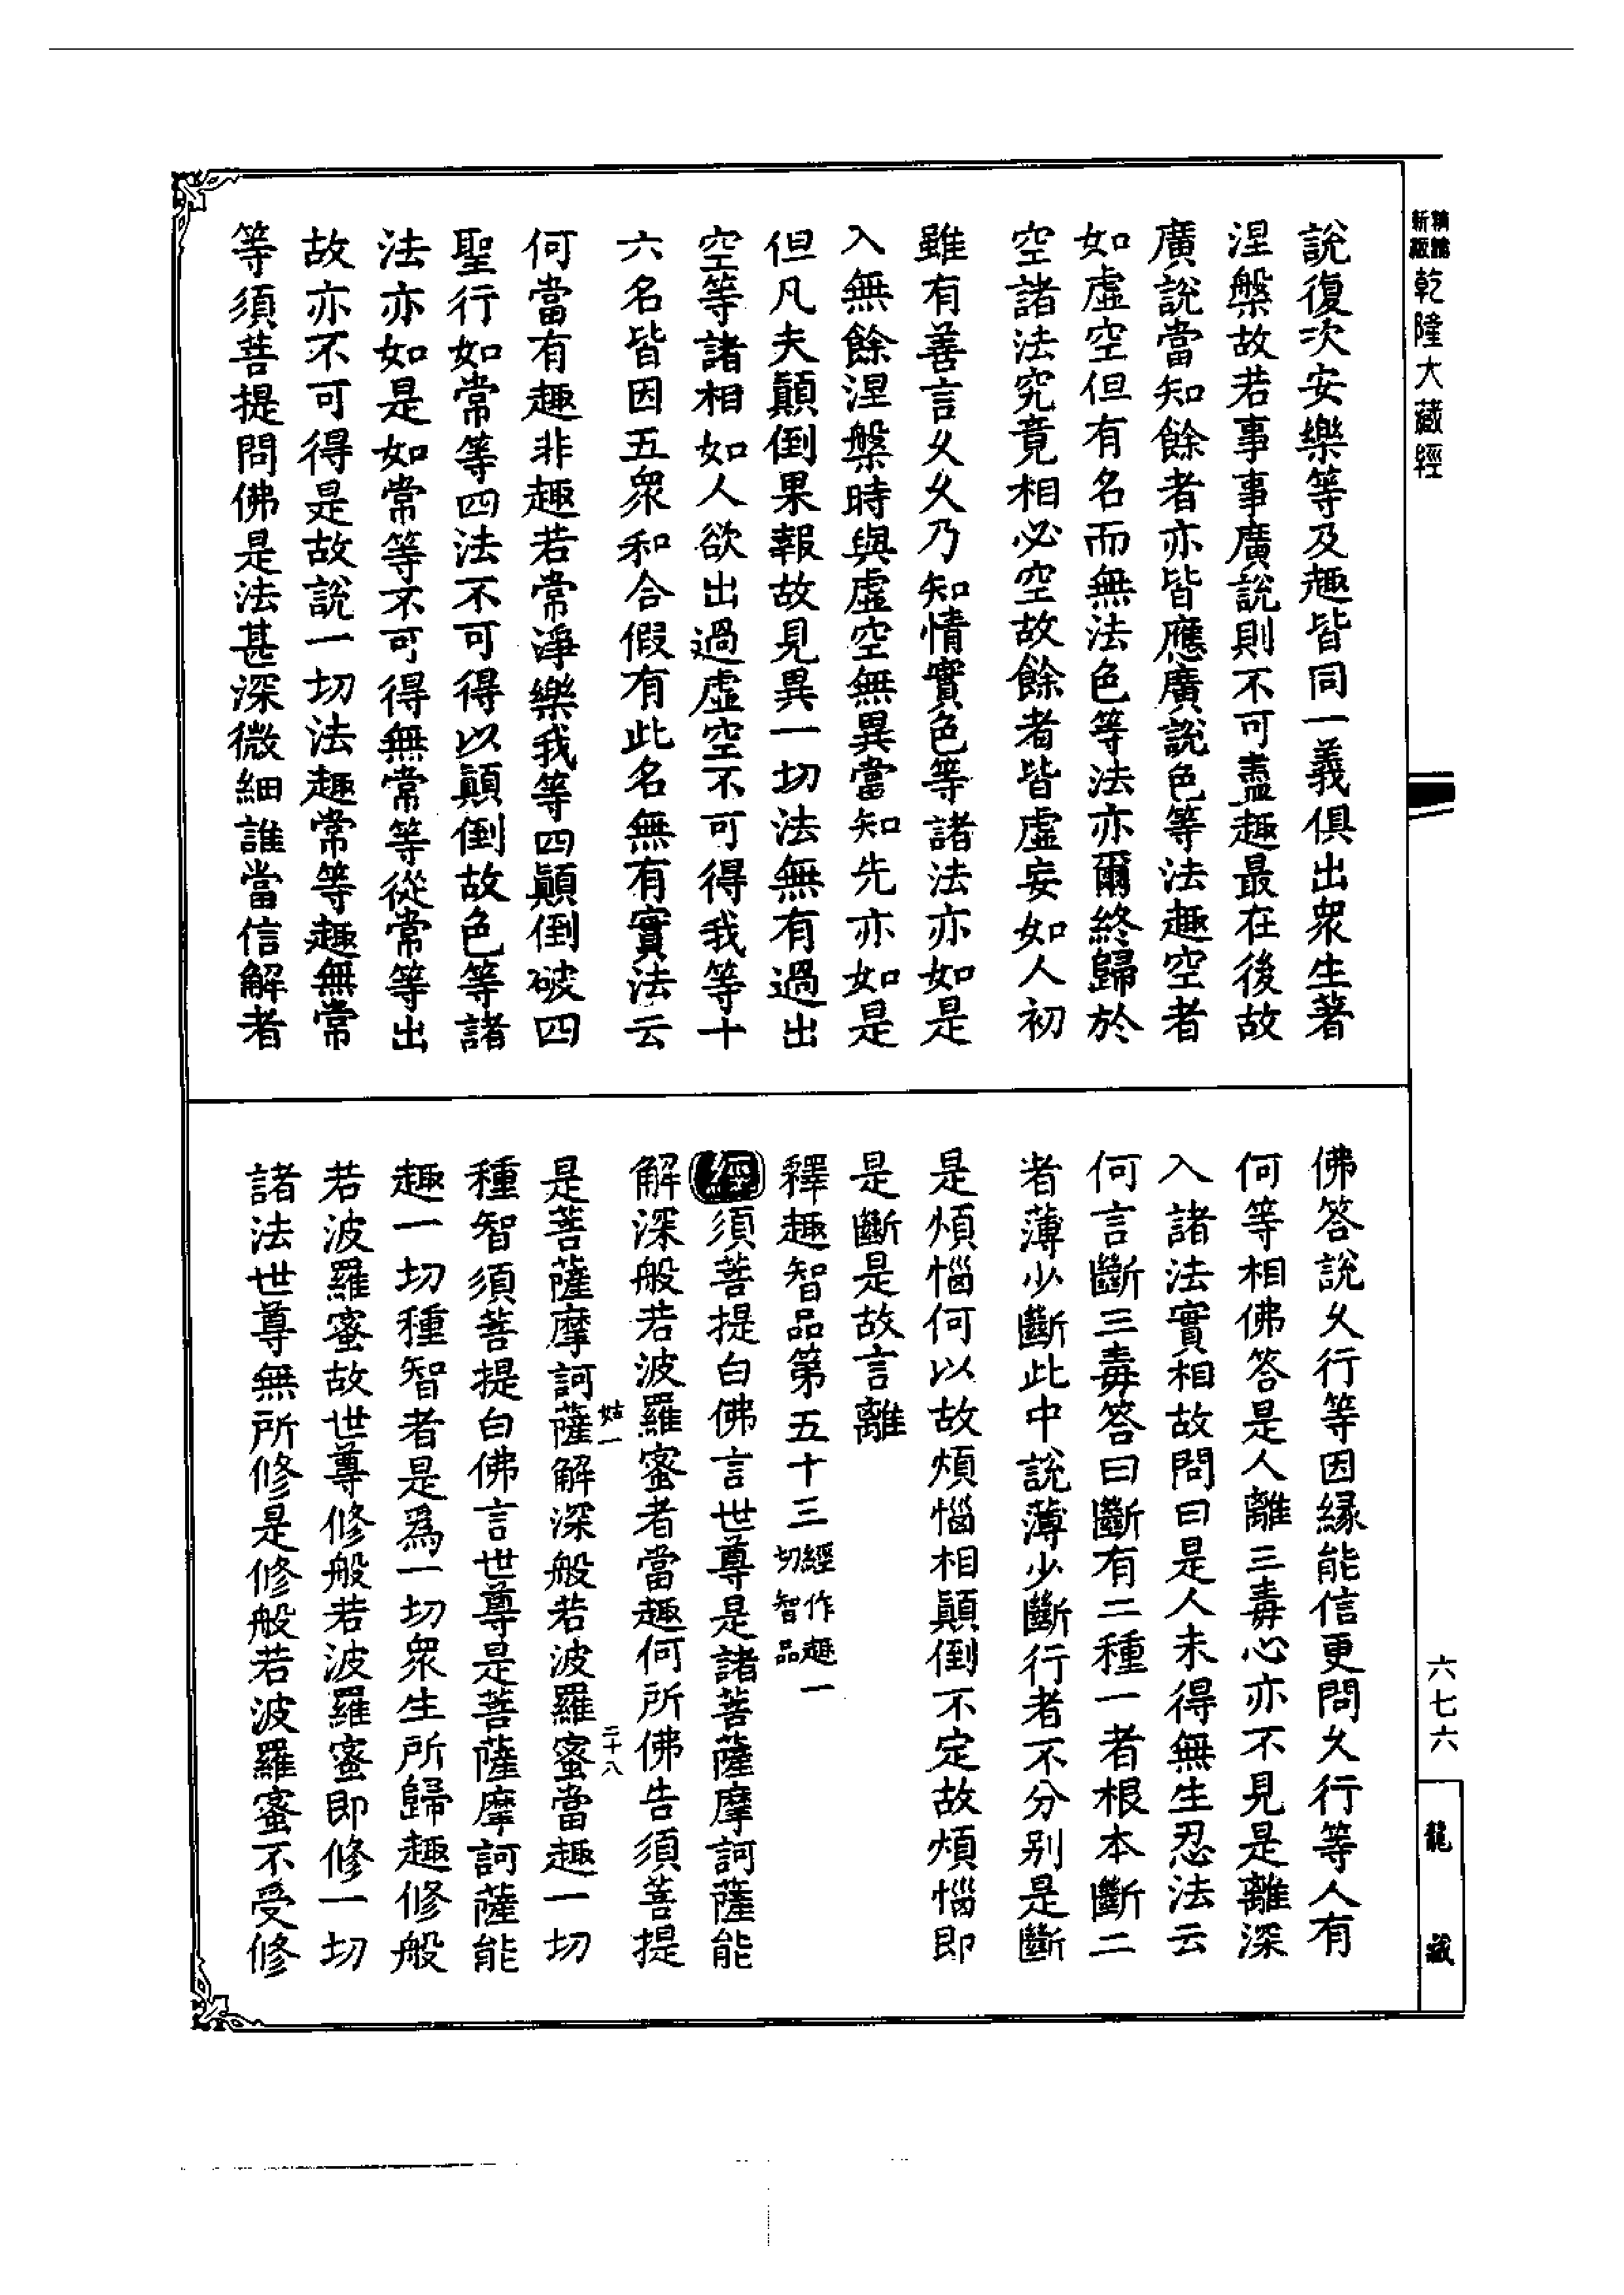 新版精縮乾隆大藏經
說復次安樂等及趣皆同一義俱出衆生著
涅槃故若事事廣說則不可盡趣最在後故
廣說當知餘者亦皆應廣說色等法趣空者
如虛空但有名而無法色等法亦爾終歸於
空諸法究竟相必空故餘者皆虛妄如人初
雖有善言久久乃知情實色等諸法亦如是
入無餘涅槃時與虛空無異當知先亦如是
但凡夫顛倒果報故見異一切法無有過出
空等諸相如人欲出過虛空不可得我等十
六名皆因五衆和合假有此名無有實法云
何當有趣非趣若常淨樂我等四顛倒破四
聖行如常等四法不可得以顛倒故色等諸
法亦如是如常等不可得無常等從常等出
故亦不可得是故說一切法趣常等趣無常
等須菩提問佛是法甚深微細誰當信解者
佛答說久行等因緣能信更問久行等人有
何等相佛答是人離三毒心亦不見是離深
入諸法實相故問曰是人未得無生忍法云
何言斷三毒答曰斷有二種一者根本斷二
者薄少斷此中說薄少斷行者不分别是斷
是煩惱何以故煩惱相顛倒不定故煩惱即
是斷是故言離
釋趣智品第五十三經作趣一切智品
經須菩提白佛言世尊是諸菩薩摩訶薩能
解深般若波羅蜜者當趣何所佛告須菩提
姑一 二十八
是菩薩摩訶薩解深般若波羅蜜當趣一切
種智須菩提白佛言世尊是菩薩摩訶薩能
趣一切種智者是爲一切衆生所歸趣修般
若波羅蜜故世尊修般若波羅蜜即修一切
諸法世尊無所修是修般若波羅蜜不受修
六七六
龍藏